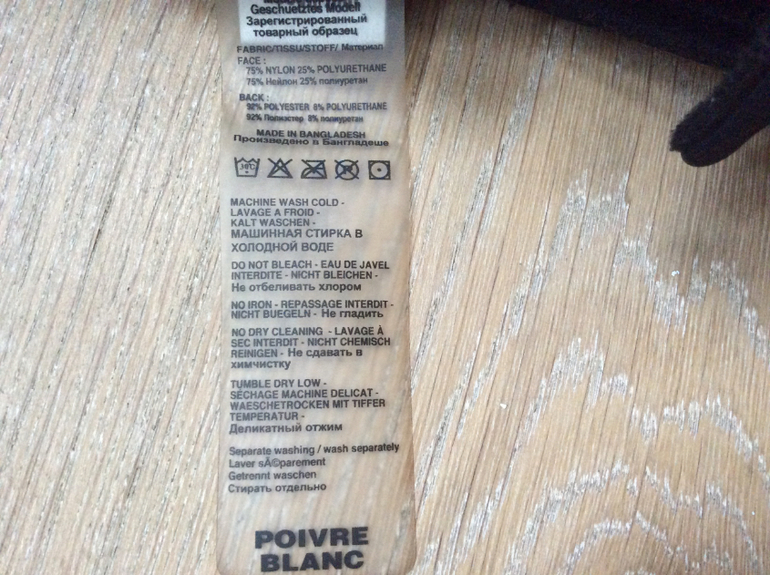 Geschuetztes Modell
Зарегистрированный
товарный образец
FABRIC/TISSU/STOFF/ Материал
FACE :
75% NYLON 25% POLYURETHANE
75% Нейлон 25% полиуретан
BACK :
92% POLYESTER 8% POLYURETHANE
92% Полиэстер 8% полиуретан
MADE IN BANGLADESH
Произведено в Бангладеше
30°C
MACHINE WASH COLD -
LAVAGE A FROID -
KALT WASCHEN -
МАШИННАЯ СТИРКА В
ХОЛОДНОЙ ВОДЕ
DO NOT BLEACH - EAU DE JAVEL
INTERDITE - NICHT BLEICHEN -
Не отбеливать хлором
NO IRON - REPASSAGE INTERDIT -
NICHT BUEGELN - Не гладить
NO DRY CLEANING - LAVAGE À
SEC INTERDIT - NICHT CHEMISCH
REINIGEN - Не сдавать в
химчистку
TUMBLE DRY LOW -
SÉCHAGE MACHINE DELICAT -
WAESCHETROCKEN MIT TIFFER
TEMPERATUR -
Деликатный отжим
Separate washing / wash separately
Laver sÃ©parement
Getrennt waschen
Стирать отдельно
POIVRE
BLANC